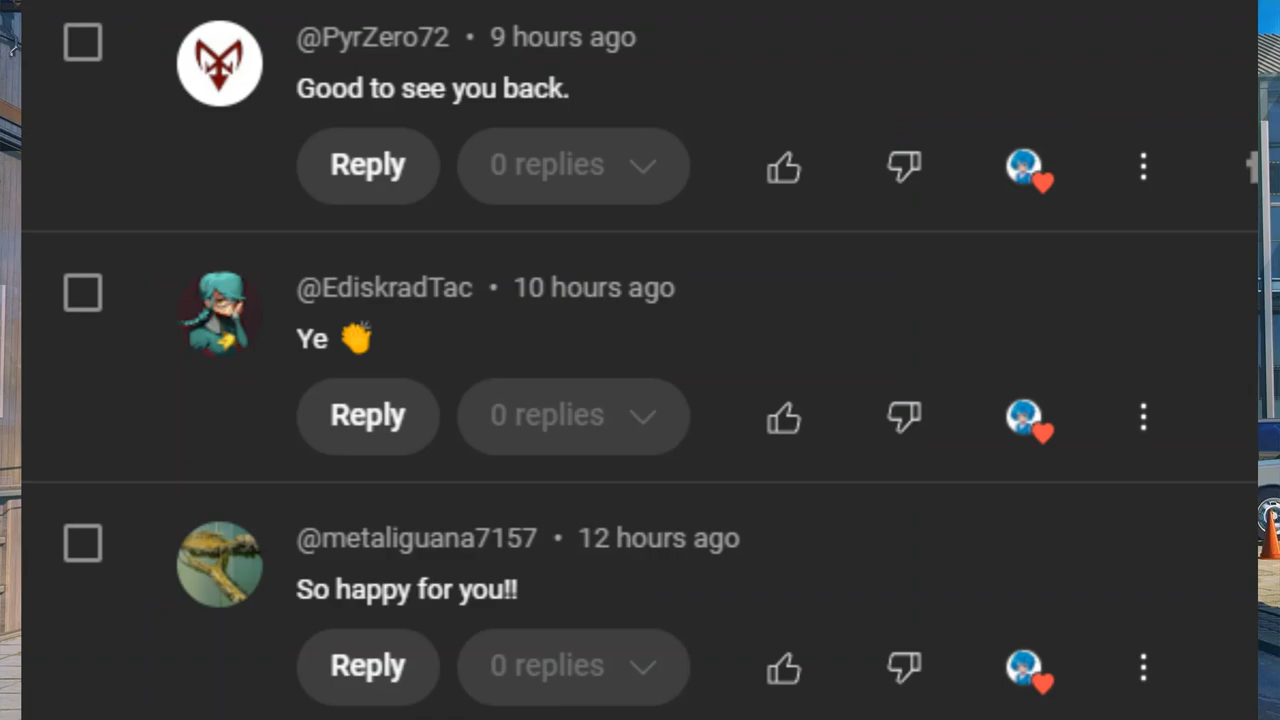 @PyrZero72 • 9 hours ago
Good to see you back.
Reply 0 replies
@EdiskradTac • 10 hours ago
Ye 👏
Reply 0 replies
@metaliguana7157 • 12 hours ago
So happy for you!!
Reply 0 replies